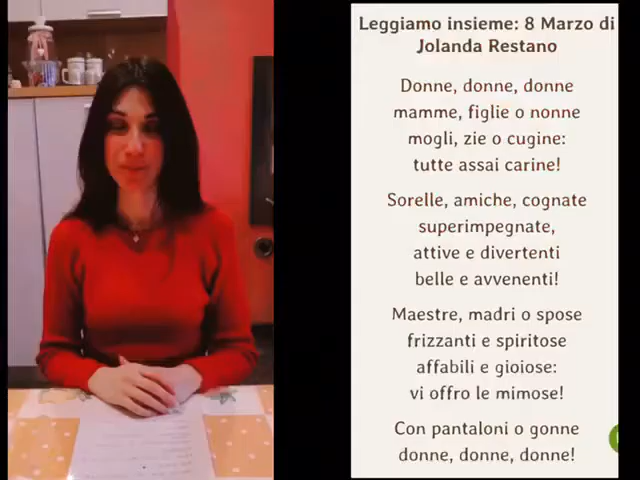 Leggiamo insieme: 8 Marzo di
Jolanda Restano
Donne, donne, donne
mamme, figlie o nonne
mogli, zie o cugine:
tutte assai carine!
Sorelle, amiche, cognate
superimpegnate,
attive e divertenti
belle e avvenenti!
Maestre, madri o spose
frizzanti e spiritose
affabili e gioiose:
vi offro le mimose!
Con pantaloni o gonne
donne, donne, donne!